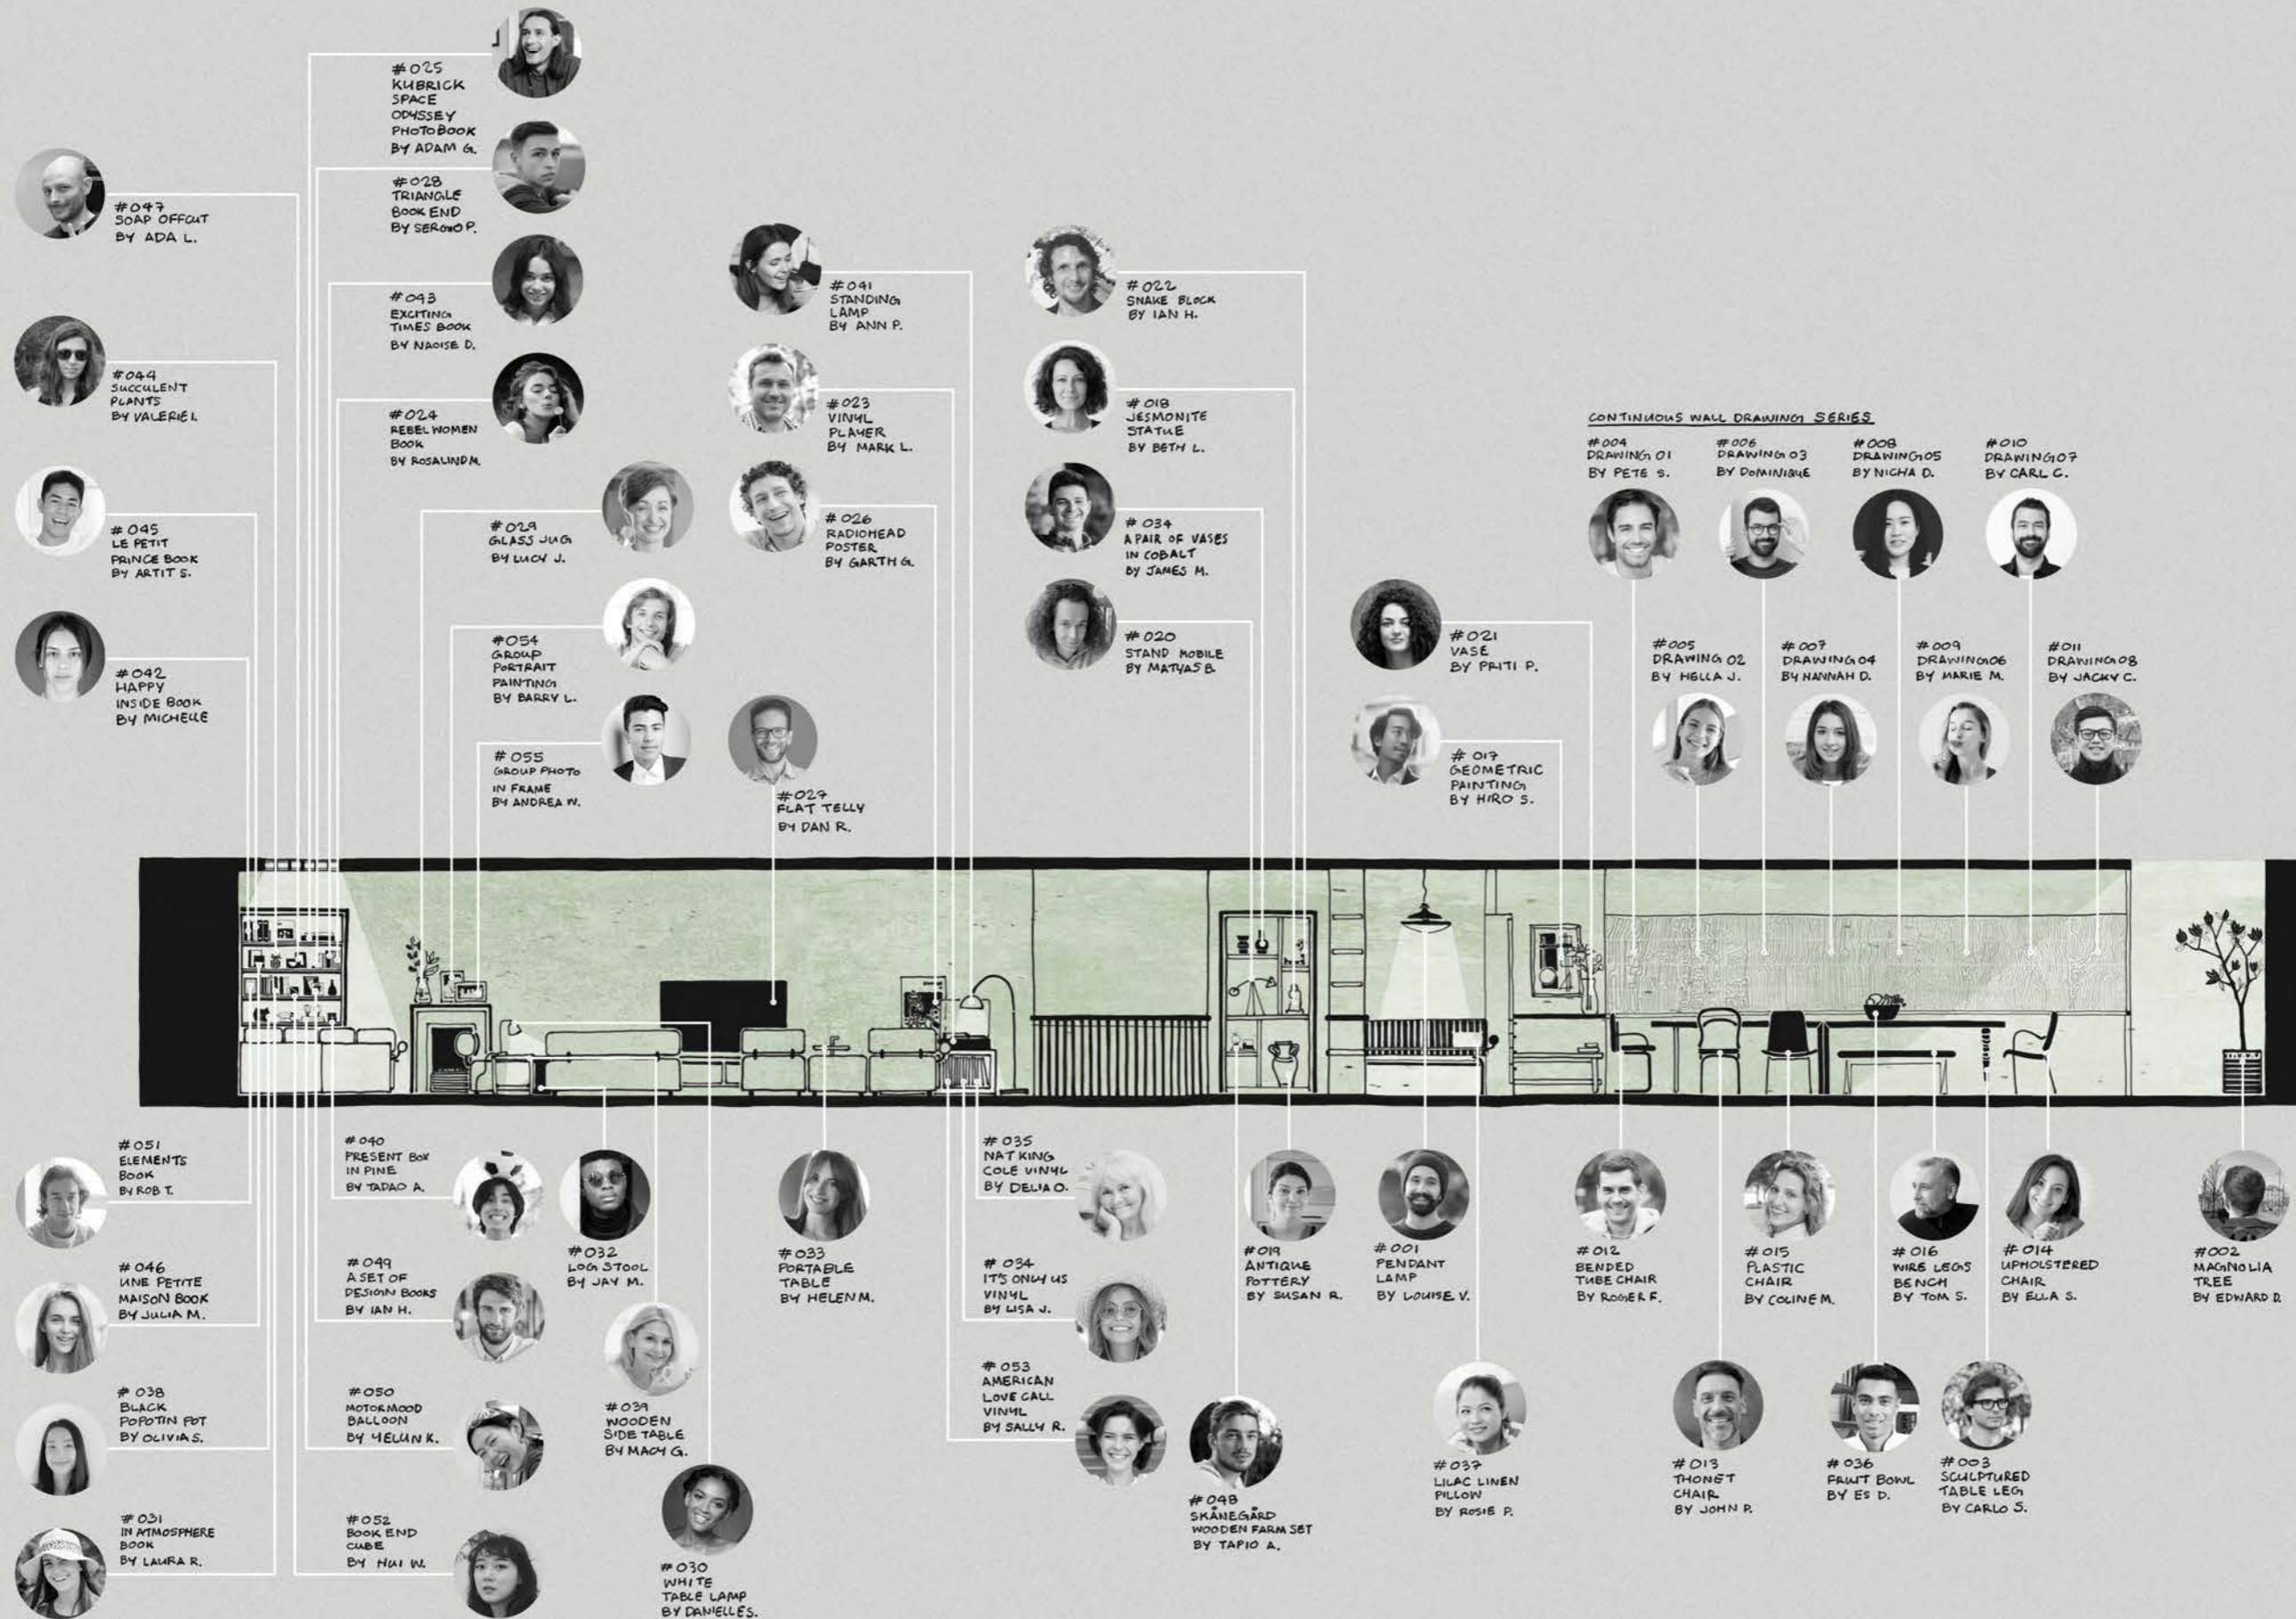 #025
KUBRICK
SPACE
ODYSSEY
PHOTOBOOK
BY ADAM G.
#028
TRIANGLE
BOOK END
BY SERGIO P.
#047
SOAP OFFCUT
BY ADA L.
#043
EXCITING
TIMES BOOK
BY NAOISE D.
#044
SUCCULENT
PLANTS
BY VALERIE I.
#024
REBEL WOMEN
BOOK
BY ROSALIND M.
#045
LE PETIT
PRINCE BOOK
BY ARTIT S.
#042
HAPPY
INSIDE BOOK
BY MICHELLE
#029
GLASS JUG
BY LUCY J.
#054
GROUP
PORTRAIT
PAINTING
BY BARRY L.
#055
GROUP PHOTO
IN FRAME
BY ANDREA W.
#041
STANDING
LAMP
BY ANN P.
#023
VINYL
PLAYER
BY MARK L.
#026
RADIOHEAD
POSTER
BY GARTH G.
#027
FLAT TELLY
BY DAN R.
#022
SNAKE BLOCK
BY IAN H.
#018
JESMONITE
STATUE
BY BETH L.
#034
A PAIR OF VASES
IN COBALT
BY JAMES M.
#020
STAND MOBILE
BY MATYAS B.
#021
VASE
BY PRITI P.
#017
GEOMETRIC
PAINTING
BY HIRO S.
CONTINUOUS WALL DRAWING SERIES
#004
DRAWING 01
BY PETE S.
#006
DRAWING 03
BY DOMINIQUE
#008
DRAWING 05
BY NICHA D.
#010
DRAWING 07
BY CARL C.
#005
DRAWING 02
BY HELLA J.
#007
DRAWING 04
BY HANNAH D.
#009
DRAWING 06
BY MARIE M.
#011
DRAWING 08
BY JACKY C.
#051
ELEMENTS
BOOK
BY ROB T.
#046
UNE PETITE
MAISON BOOK
BY JULIA M.
#038
BLACK
POPOTIN POT
BY OLIVIA S.
#031
IN ATMOSPHERE
BOOK
BY LAURA R.
#040
PRESENT BOX
IN PINE
BY TADAO A.
#049
A SET OF
DESIGN BOOKS
BY IAN H.
#050
MOTORMOOD
BALLOON
BY YELUN K.
#052
BOOK END
CUBE
BY HUI W.
#032
LOG STOOL
BY JAY M.
#039
WOODEN
SIDE TABLE
BY MACY G.
#030
WHITE
TABLE LAMP
BY DANIELLE S.
#033
PORTABLE
TABLE
BY HELEN M.
#035
NAT KING
COLE VINYL
BY DELIA O.
#034
IT'S ONLY US
VINYL
BY LISA J.
#053
AMERICAN
LOVE CALL
VINYL
BY SALLY R.
#048
SKÅNEGÅRD
WOODEN FARM SET
BY TAPIO A.
#019
ANTIQUE
POTTERY
BY SUSAN R.
#001
PENDANT
LAMP
BY LOUISE V.
#037
LILAC LINEN
PILLOW
BY ROSIE P.
#012
BENDED
TUBE CHAIR
BY ROGER F.
#013
THONET
CHAIR
BY JOHN P.
#015
PLASTIC
CHAIR
BY COLINE M.
#036
FRUIT BOWL
BY ES D.
#016
WIRE LEGS
BENCH
BY TOM S.
#003
SCULPTURED
TABLE LEG
BY CARLO S.
#014
UPHOLSTERED
CHAIR
BY ELLA S.
#002
MAGNOLIA
TREE
BY EDWARD D.